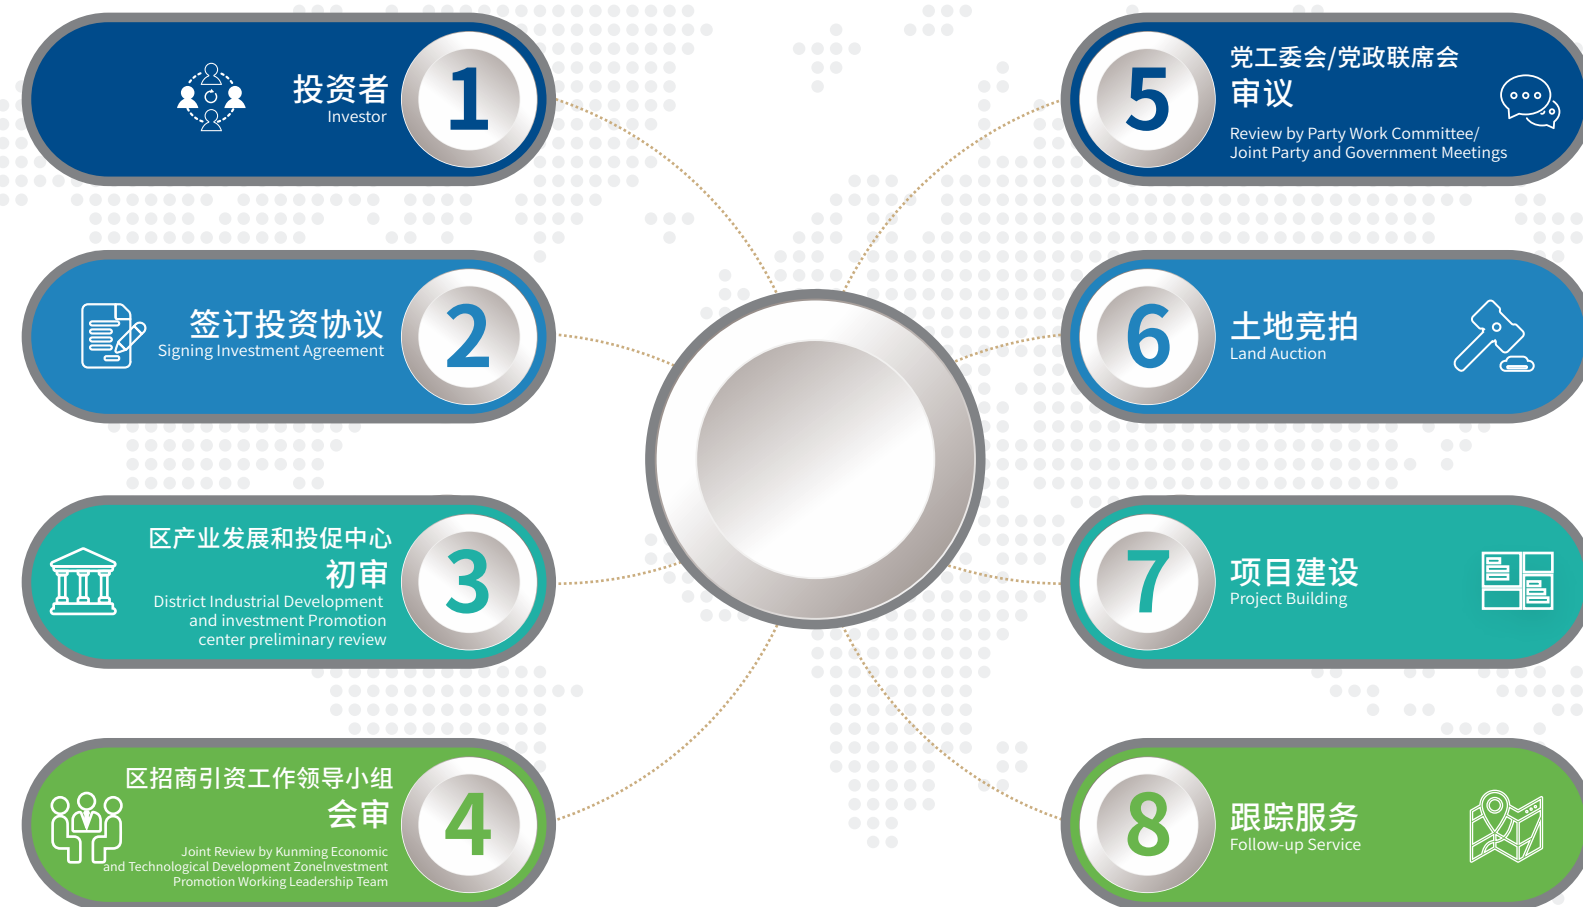 1
投资者
Investor
2
签订投资协议
Signing Investment Agreement
3
区产业发展和投促中心
初审
District Industrial Development
and investment Promotion
center preliminary review
4
区招商引资工作领导小组
会审
Joint Review by Kunming Economic
and Technological Development ZoneInvestment
Promotion Working Leadership Team
5
党工委会/党政联席会
审议
Review by Party Work Committee/
Joint Party and Government Meetings
6
土地竞拍
Land Auction
7
项目建设
Project Building
8
跟踪服务
Follow-up Service